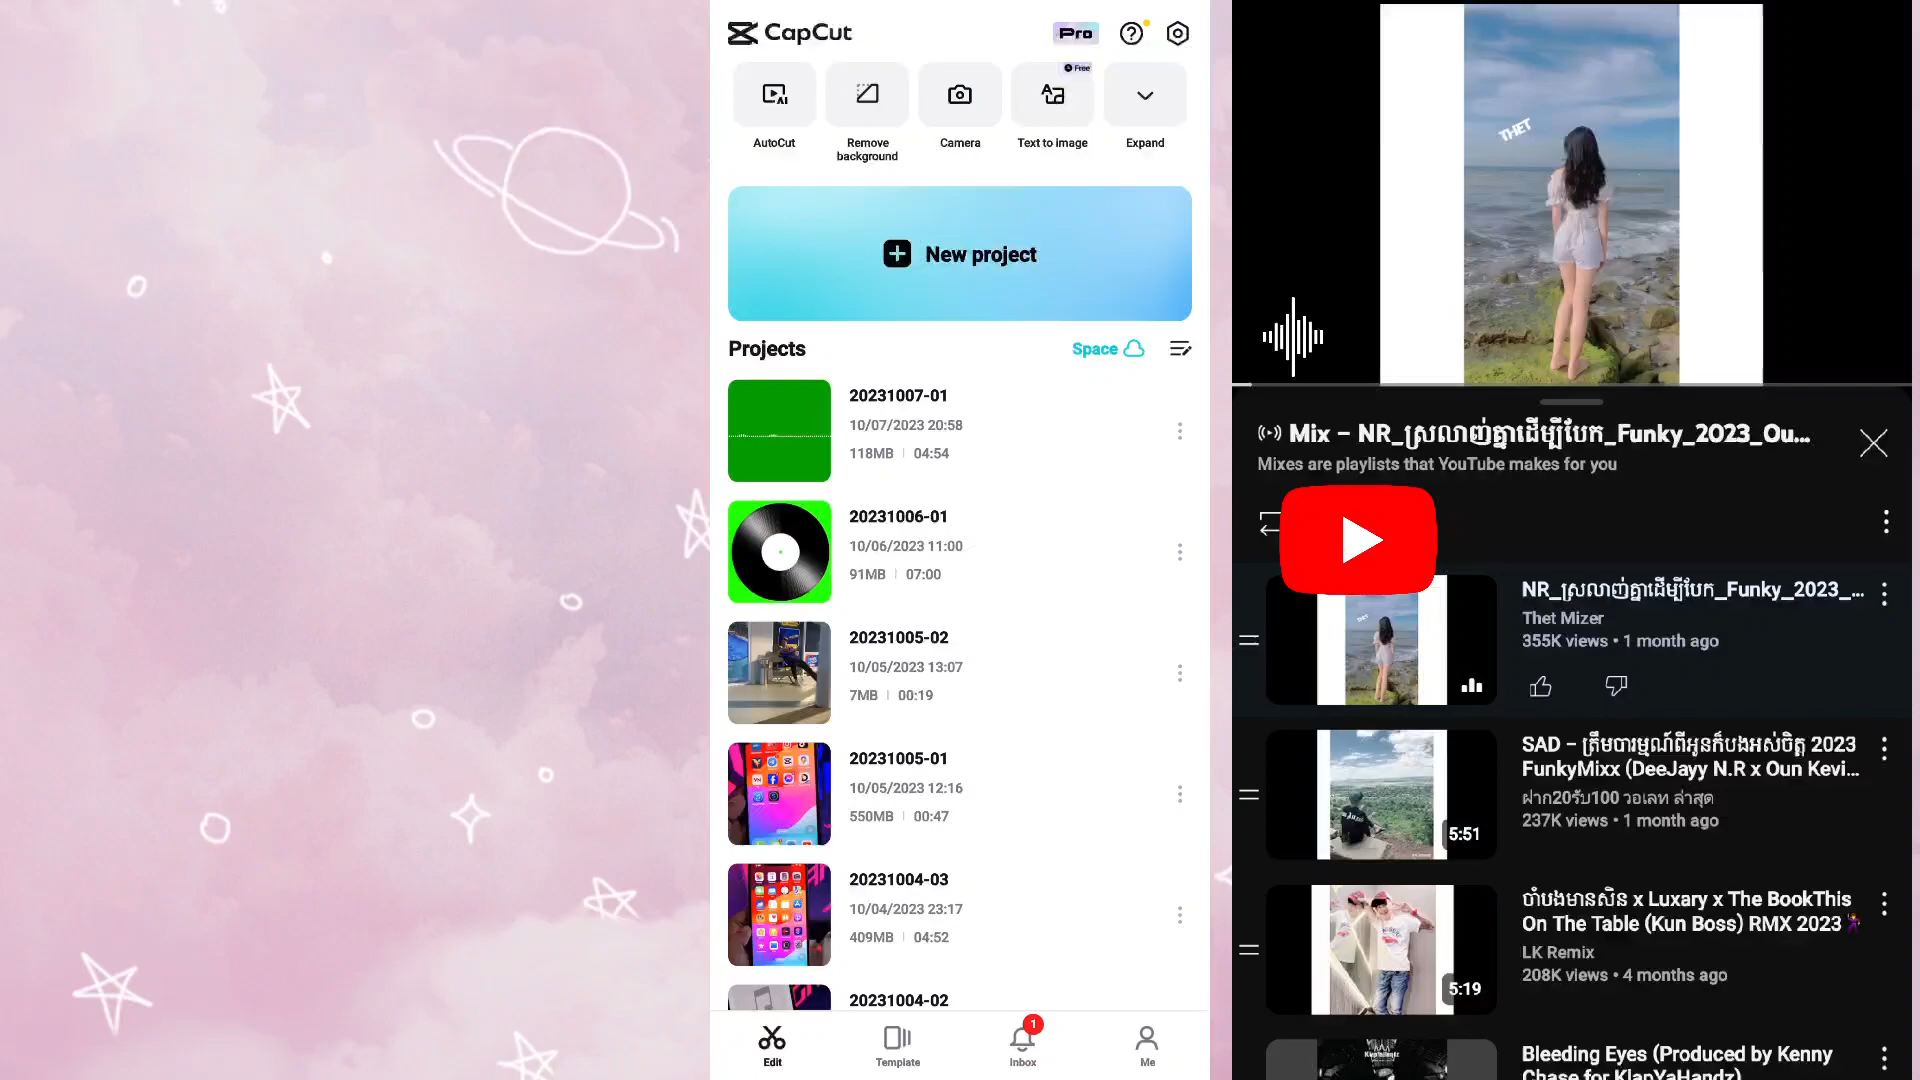 CapCut
Pro
Free
AutoCut
Remove
background
Camera
Text to image
Expand
New project
Projects
Space
20231007-01
10/07/2023 20:58
118MB 04:54
20231006-01
10/06/2023 11:00
91MB 07:00
20231005-02
10/05/2023 13:07
7MB 00:19
20231005-01
10/05/2023 12:16
550MB 00:47
20231004-03
10/04/2023 23:17
409MB 04:52
20231004-02
Edit
Template
1
Inbox
Me
THET
Mix – NR_ស្រលាញ់គ្នាដើម្បីបែក_Funky_2023_Ou...
Mixes are playlists that YouTube makes for you
NR_ស្រលាញ់គ្នាដើម្បីបែក_Funky_2023_...
Thet Mizer
355K views • 1 month ago
SAD – ត្រឹមបារម្មណ៍ពីអូនក៏បងអស់ចិត្ត 2023
FunkyMixx (DeeJayy N.R x Oun Kevi...
ฝาก20รับ100 วอเลท ล่าสุด
237K views • 1 month ago
5:51
ចាំបងមានសិន x Luxary x The BookThis
On The Table (Kun Boss) RMX 2023
LK Remix
208K views • 4 months ago
5:19
Bleeding Eyes (Produced by Kenny
Chase for KlapYaHandz)